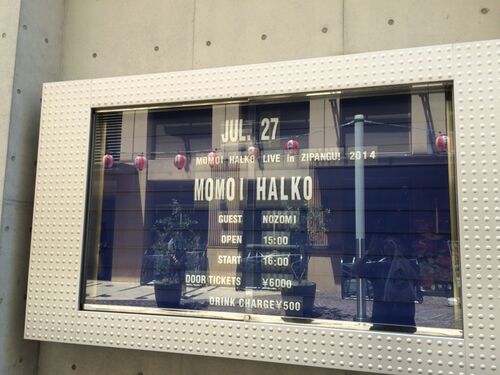 JUL. 27
MOMOI HALKO LIVE in ZIPANGU! 2014
MOMOI HALKO
GUEST NOZOMI
OPEN 15:00
START 16:00
DOOR TICKETS ¥6000
DRINK CHARGE¥500